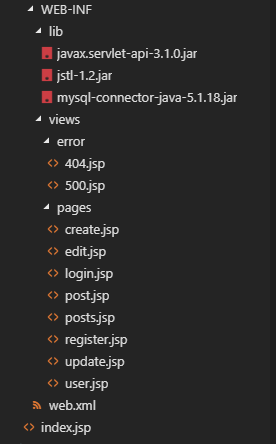 WEB-INF
lib
javax.servlet-api-3.1.0.jar
jstl-1.2.jar
mysql-connector-java-5.1.18.jar
views
error
404.jsp
500.jsp
pages
create.jsp
edit.jsp
login.jsp
post.jsp
posts.jsp
register.jsp
update.jsp
user.jsp
web.xml
index.jsp